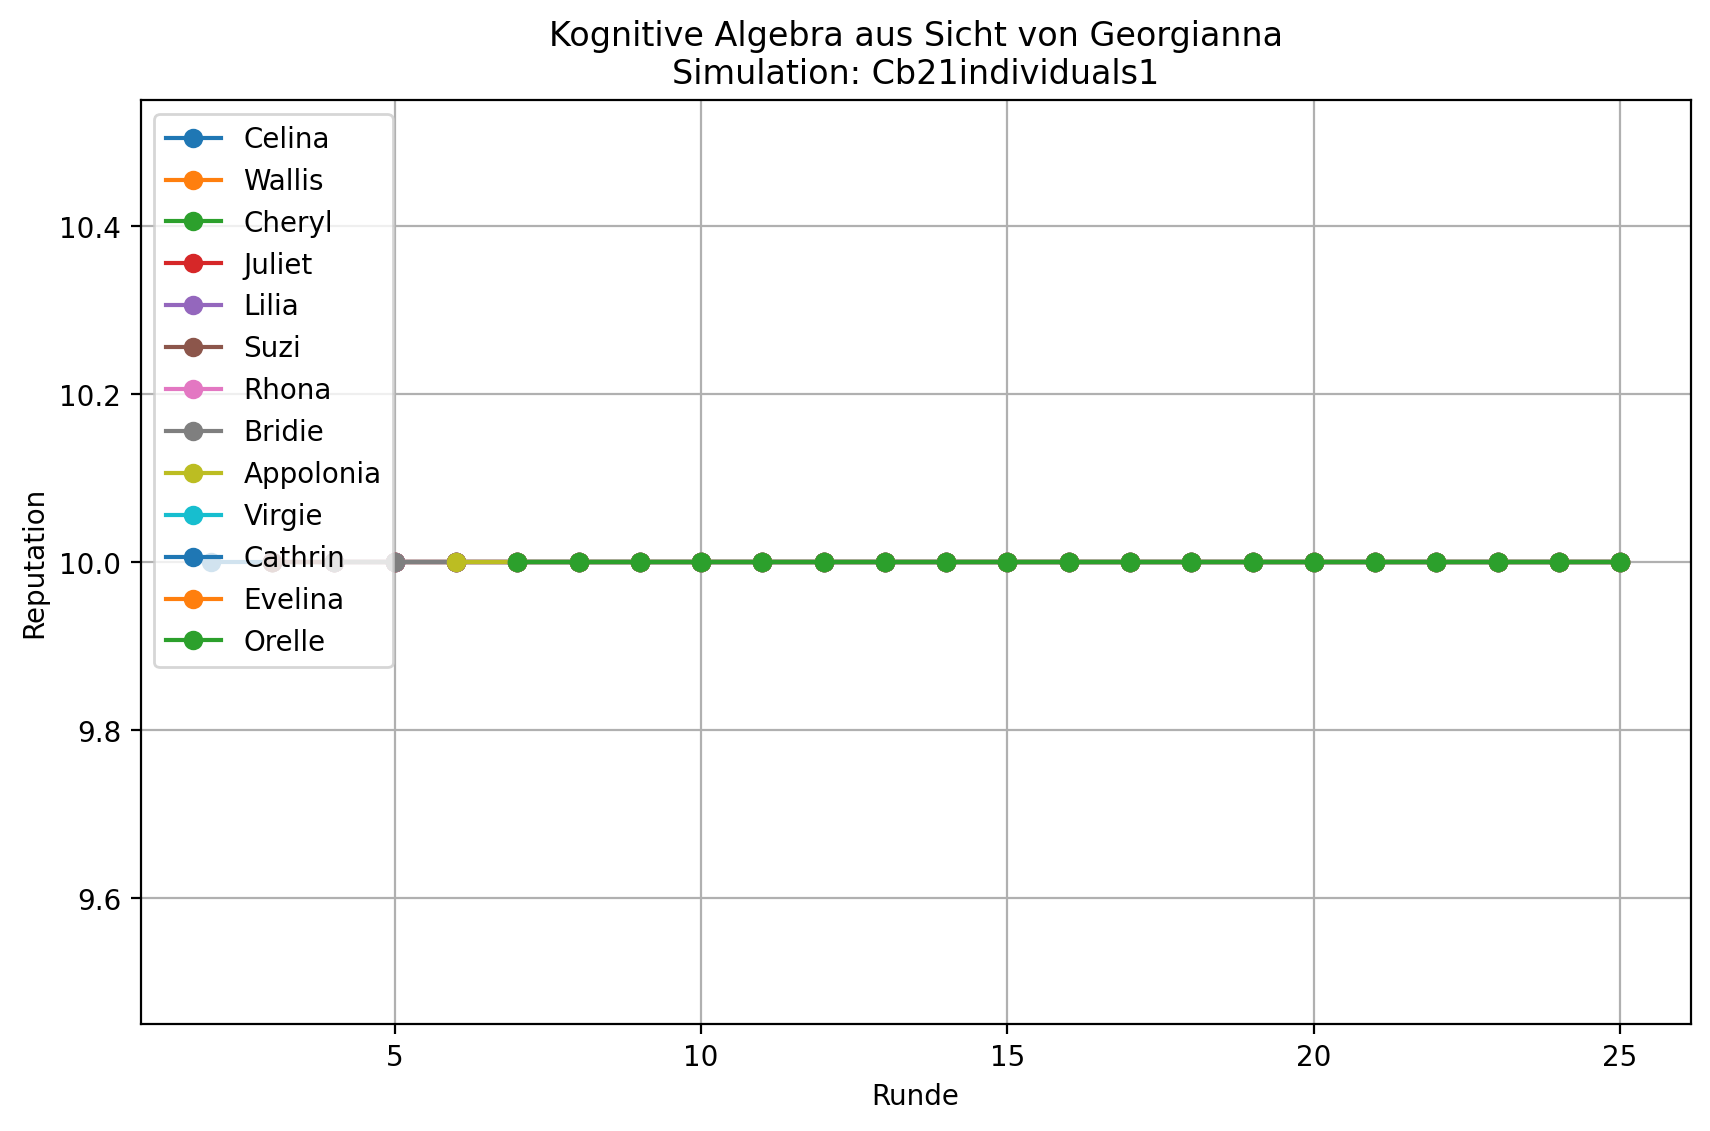 Kognitive Algebra aus Sicht von Georgianna
Simulation: Cb21individuals1
Celina
Wallis
Cheryl
Juliet
Lilia
Suzi
Rhona
Bridie
Appolonia
Virgie
Cathrin
Evelina
Orelle
10.4
10.2
10.0
9.8
9.6
Reputation
5 10 15 20 25
Runde